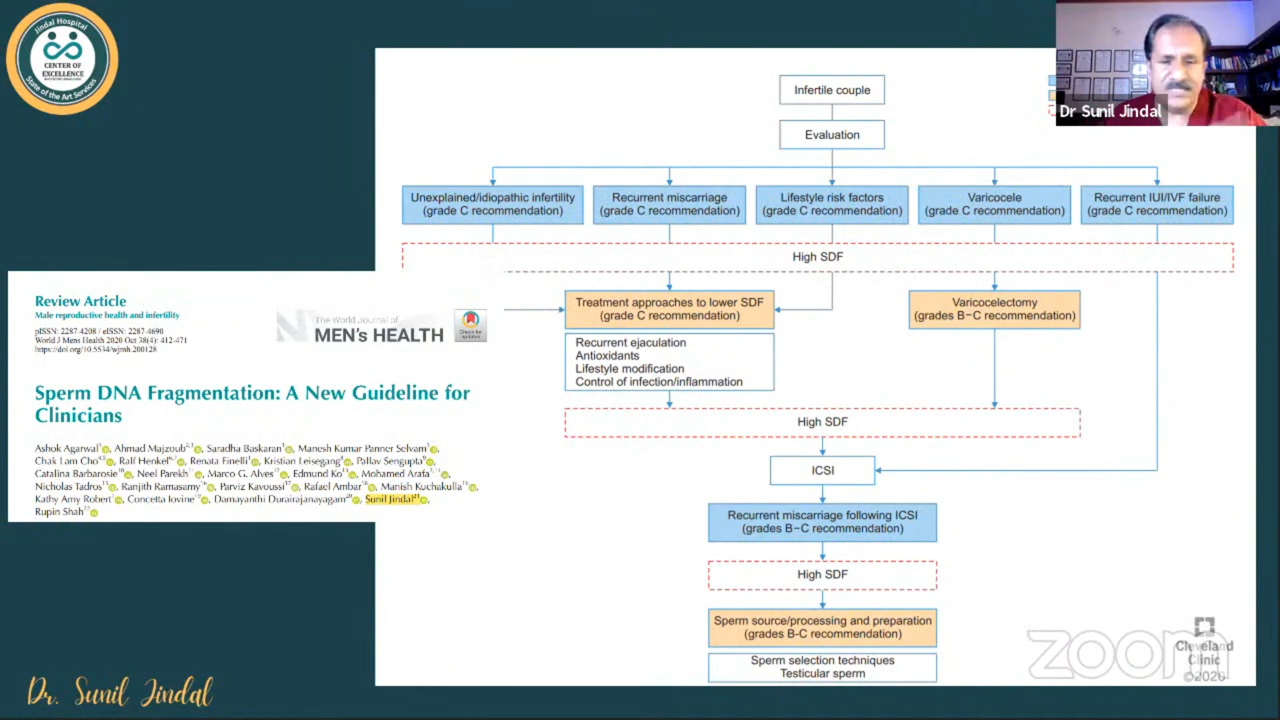 Jindal Hospital
CENTER OF
EXCELLENCE
State of the Art Services
Dr Sunil Jindal
Infertile couple
Evaluation
Unexplained/idiopathic infertility
(grade C recommendation)
Recurrent miscarriage
(grade C recommendation)
Lifestyle risk factors
(grade C recommendation)
Varicocele
(grade C recommendation)
Recurrent IUI/IVF failure
(grade C recommendation)
High SDF
Treatment approaches to lower SDF
(grade C recommendation)
Varicocelectomy
(grades B−C recommendation)
Recurrent ejaculation
Antioxidants
Lifestyle modification
Control of infection/inflammation
High SDF
ICSI
Recurrent miscarriage following ICSI
(grades B−C recommendation)
High SDF
Sperm source/processing and preparation
(grades B-C recommendation)
Sperm selection techniques
Testicular sperm
Review Article
Male reproductive health and infertility
pISSN: 2287-4208 / eISSN: 2287-4690
World J Mens Health 2020 Oct 38(4): 412-471
https://doi.org/10.5534/wjmh.200128
The World Journal of
MEN's HEALTH
Check for
updates
Sperm DNA Fragmentation: A New Guideline for
Clinicians
Ashok Agarwal, Ahmad Majzoub, Saradha Baskaran, Manesh Kumar Panner Selvam,
Chak Lam Cho, Ralf Henkel, Renata Finelli, Kristian Leisegang, Pallav Sengupta,
Catalina Barbarosie, Neel Parekh, Marco G. Alves, Edmund Ko, Mohamed Arafa,
Nicholas Tadros, Ranjith Ramasamy, Parviz Kavoussi, Rafael Ambar, Manish Kuchakulla,
Kathy Amy Robert, Concetta Iovine, Damayanthi Durairajanayagam, Sunil Jindal,
Rupin Shah
zoom
Cleveland
Clinic
©2020
Dr. Sunil Jindal